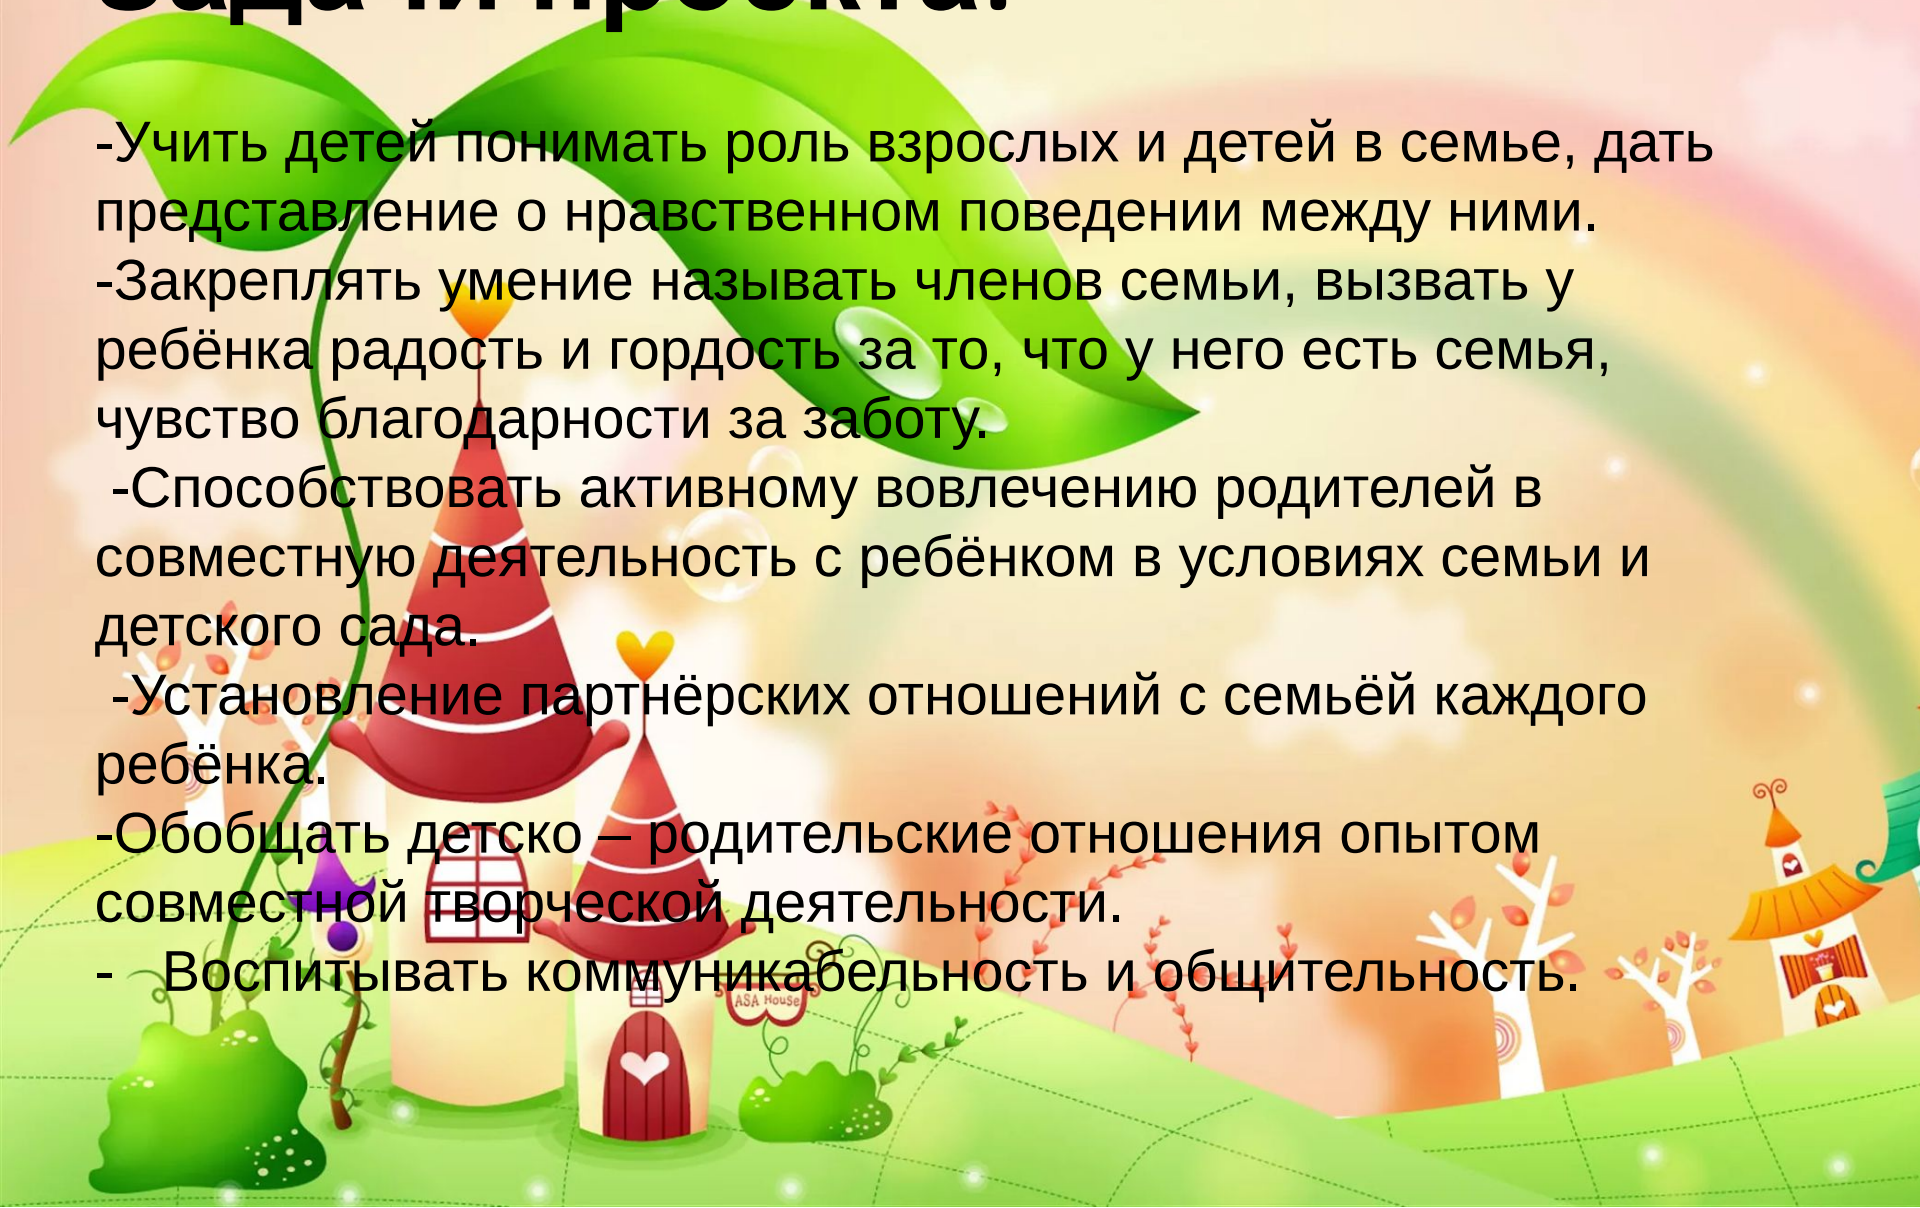 Задачи проекта:
-Учить детей понимать роль взрослых и детей в семье, дать
представление о нравственном поведении между ними.
-Закреплять умение называть членов семьи, вызвать у
ребёнка радость и гордость за то, что у него есть семья,
чувство благодарности за заботу.
-Способствовать активному вовлечению родителей в
совместную деятельность с ребёнком в условиях семьи и
детского сада.
-Установление партнёрских отношений с семьёй каждого
ребёнка.
-Обобщать детско – родительские отношения опытом
совместной творческой деятельности.
- Воспитывать коммуникабельность и общительность.
ASA House